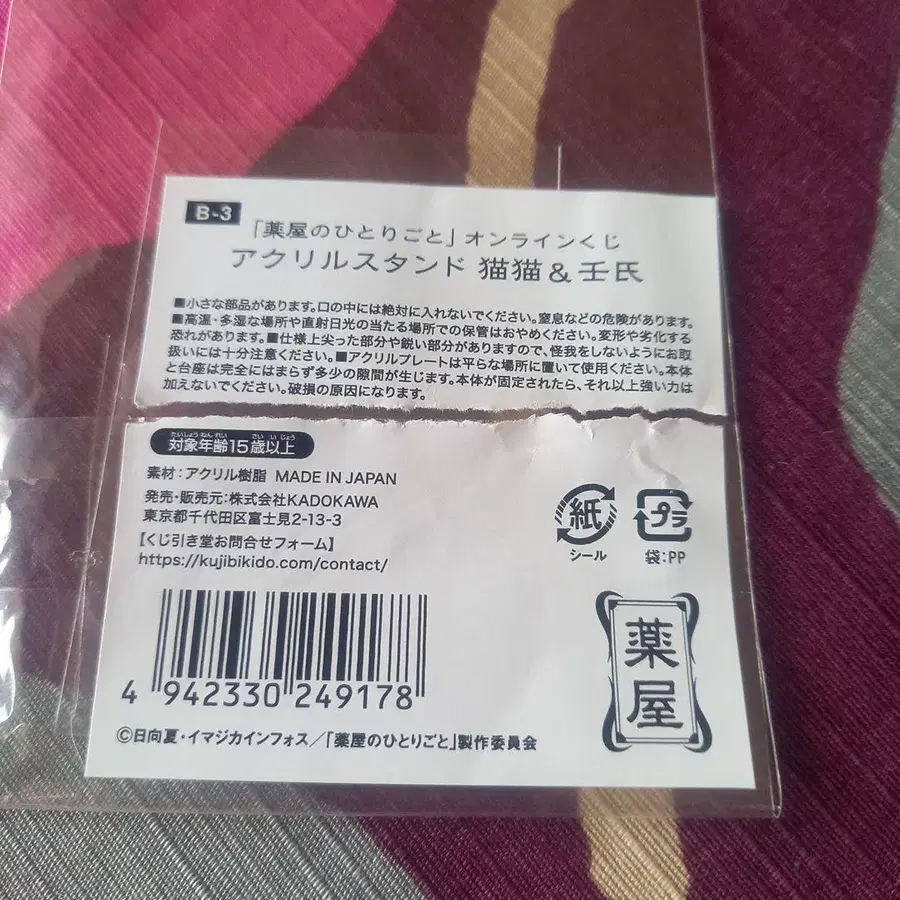 B-3
「薬屋のひとりごと」オンラインくじ
アクリルスタンド 猫猫&壬氏
■小さな部品があります。口の中には絶対に入れないでください。窒息などの危険があります。
■高温・多湿な場所や直射日光の当たる場所での保管はおやめください。変形や劣化する
恐れがあります。■仕様上尖った部分や鋭い部分がありますので、怪我をしないようにお取
扱いには十分注意ください。■アクリルプレートは平らな場所に置いて使用ください。本体
と台座は完全にはまらず多少の隙間が生じます。本体が固定されたら、それ以上強い力は
加えないでください。破損の原因になります。
たいしょうねんれい さいいじょう
対象年齢15歳以上
素材:アクリル樹脂 MADE IN JAPAN
発売・販売元:株式会社KADOKAWA
東京都千代田区富士見2-13-3
【くじ引き堂お問合せフォーム】
https://kujibikido.com/contact/
紙
シール
プラ
袋:PP
4 942330 249178
薬屋
©日向夏・イマジカインフォス/「薬屋のひとりごと」製作委員会